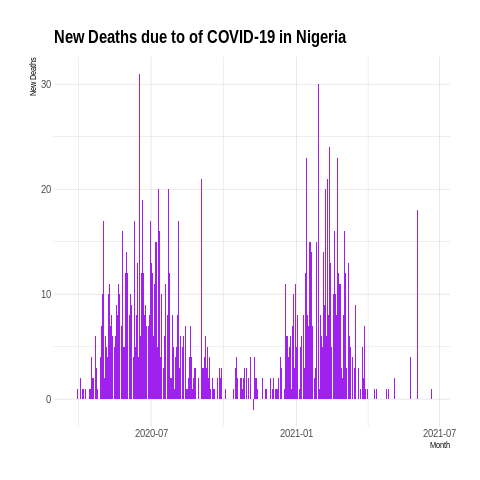 New Deaths due to of COVID-19 in Nigeria
New Deaths
30
20
10
0
2020-07
2021-01
2021-07
Month